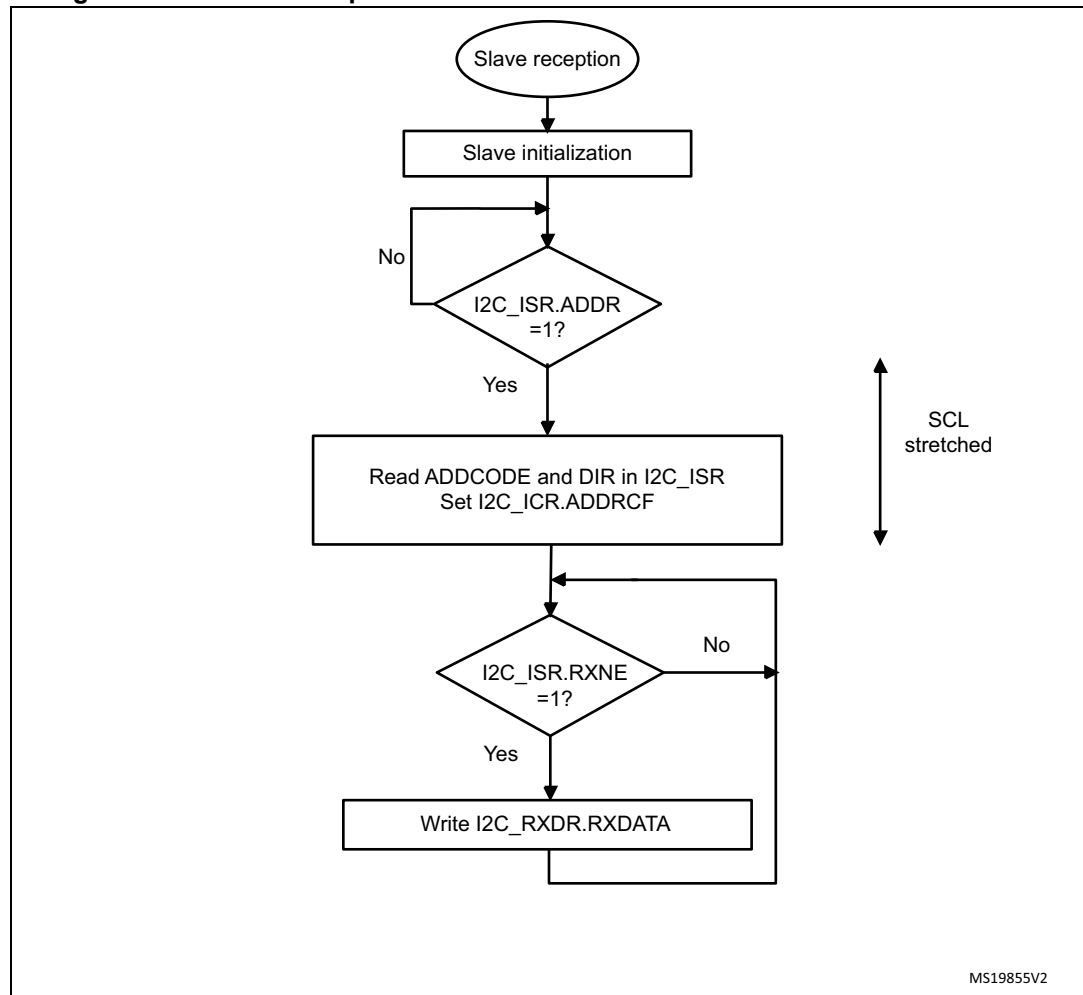 Slave reception
Slave initialization
No
I2C_ISR.ADDR
=1?
Yes
SCL
stretched
Read ADDCODE and DIR in I2C_ISR
Set I2C_ICR.ADDRCF
No
I2C_ISR.RXNE
=1?
Yes
Write I2C_RXDR.RXDATA
MS19855V2